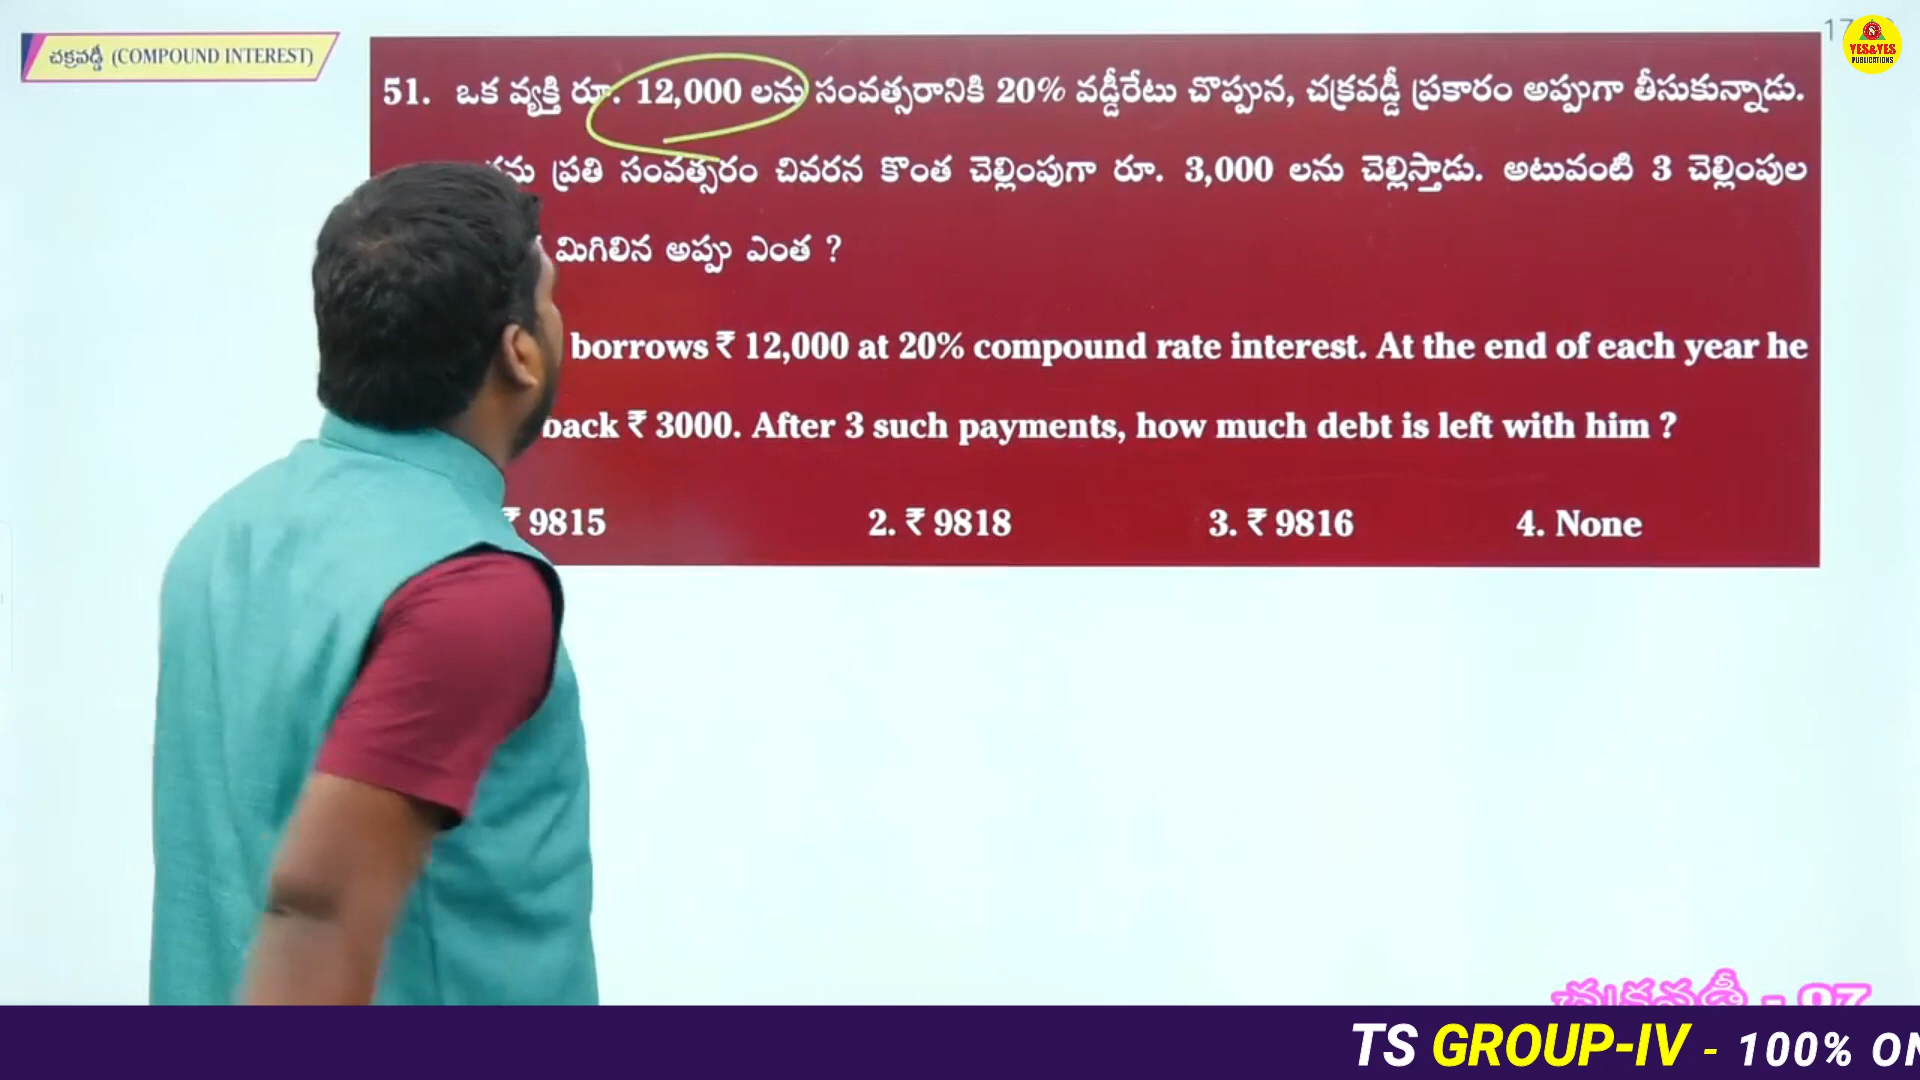 చక్రవడ్డీ (COMPOUND INTEREST)
17
YES&YES
PUBLICATIONS
51. ఒక వ్యక్తి రూ. 12,000 లను సంవత్సరానికి 20% వడ్డీరేటు చొప్పున, చక్రవడ్డీ ప్రకారం అప్పుగా తీసుకున్నాడు.
ప్రతి సంవత్సరం చివరన కొంత చెల్లింపుగా రూ. 3,000 లను చెల్లిస్తాడు. అటువంటి 3 చెల్లింపుల
మిగిలిన అప్పు ఎంత ?
borrows ₹ 12,000 at 20% compound rate interest. At the end of each year he
back ₹ 3000. After 3 such payments, how much debt is left with him ?
₹ 9815 2. ₹ 9818 3. ₹ 9816 4. None
TS GROUP-IV - 100%